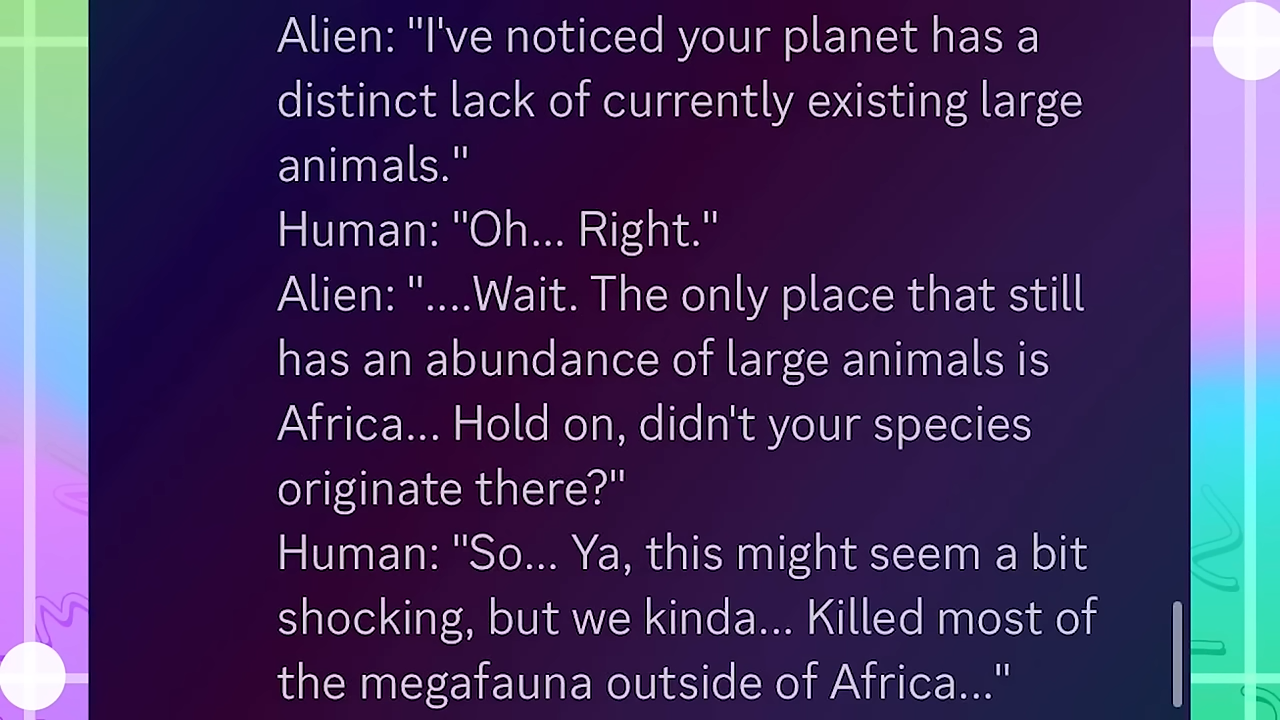 Alien: "I've noticed your planet has a
distinct lack of currently existing large
animals."
Human: "Oh... Right."
Alien: "....Wait. The only place that still
has an abundance of large animals is
Africa... Hold on, didn't your species
originate there?"
Human: "So... Ya, this might seem a bit
shocking, but we kinda... Killed most of
the megafauna outside of Africa..."